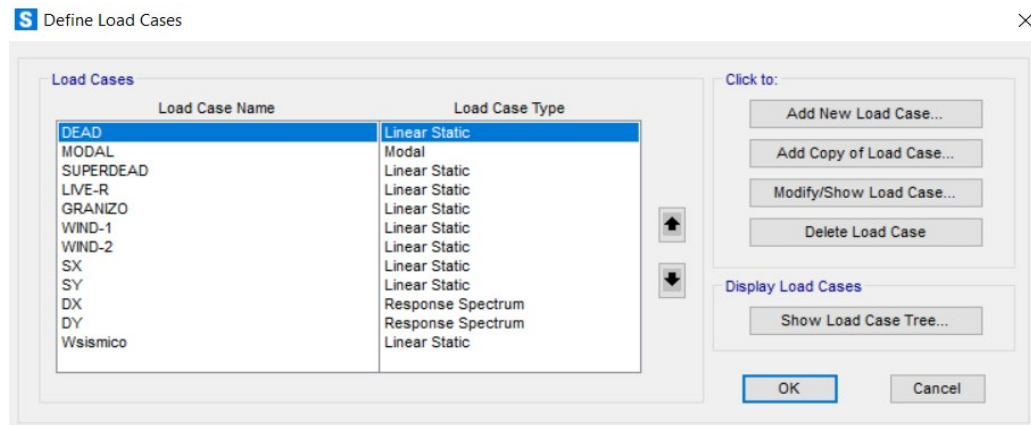 S Define Load Cases
Load Cases
Load Case Name Load Case Type
DEAD Linear Static
MODAL Modal
SUPERDEAD Linear Static
LIVE-R Linear Static
GRANIZO Linear Static
WIND-1 Linear Static
WIND-2 Linear Static
SX Linear Static
SY Linear Static
DX Response Spectrum
DY Response Spectrum
Wsismico Linear Static
Click to:
Add New Load Case...
Add Copy of Load Case...
Modify/Show Load Case...
Delete Load Case
Display Load Cases
Show Load Case Tree...
OK Cancel